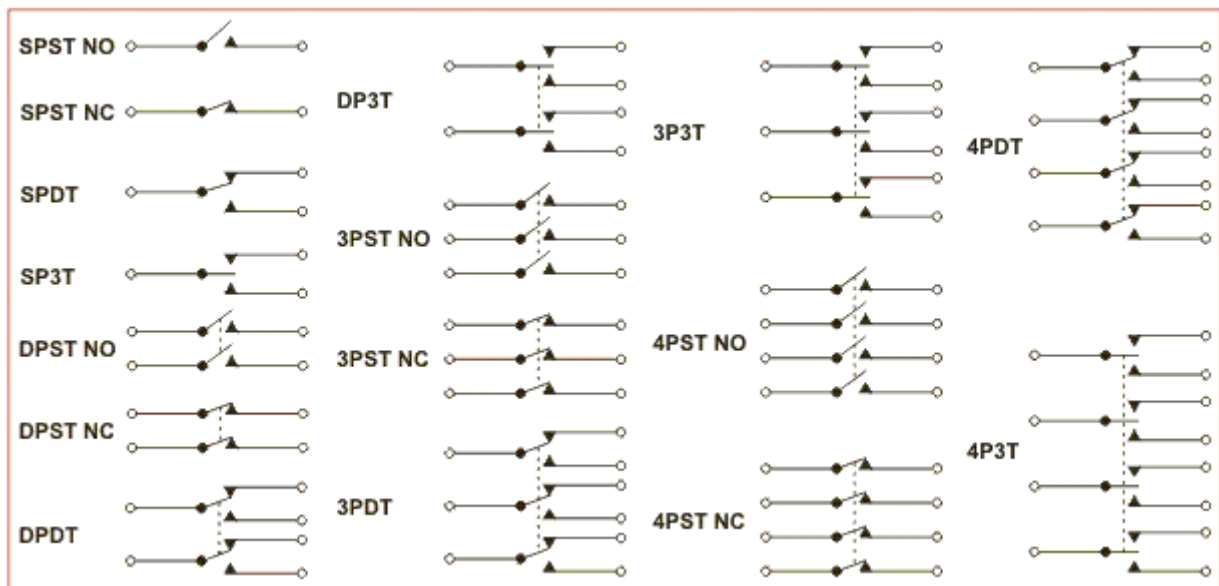 SPST NO
SPST NC
SPDT
SP3T
DPST NO
DPST NC
DPDT
DP3T
3PST NO
3PST NC
3PDT
3P3T
4PST NO
4PST NC
4PDT
4P3T